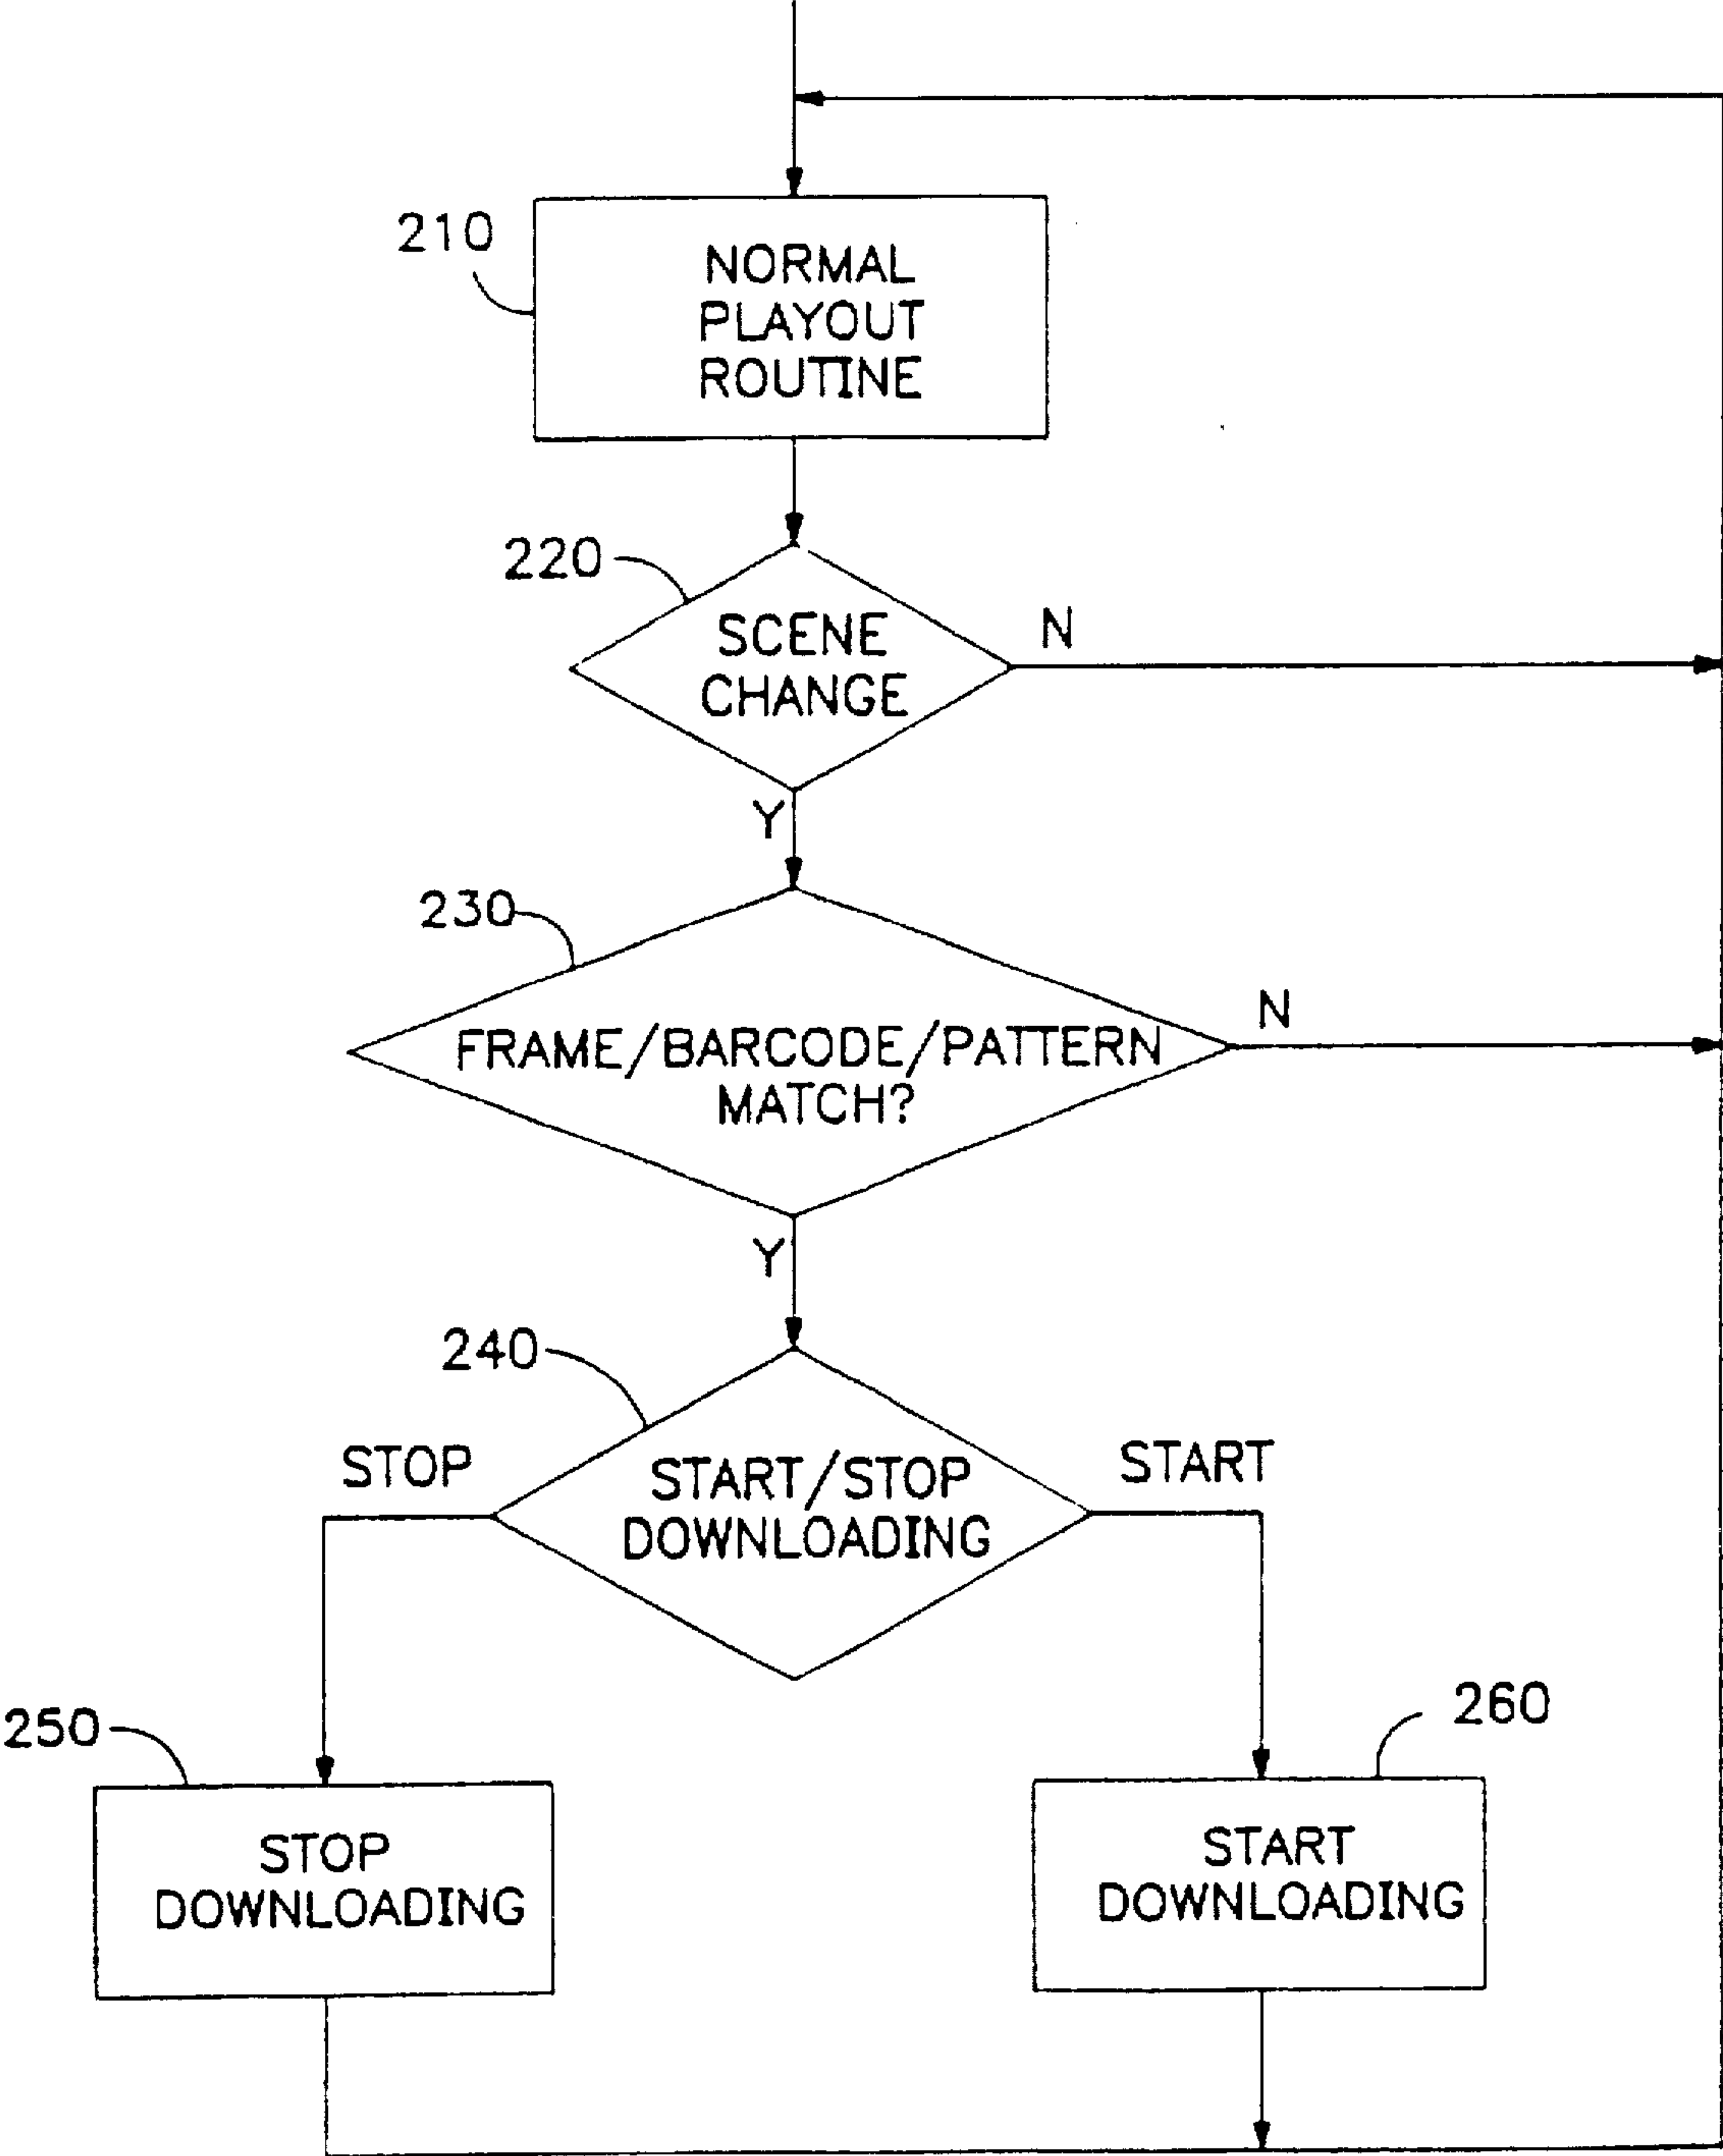 210
NORMAL
PLAYOUT
ROUTINE
220
SCENE
CHANGE
N
Y
230
FRAME/BARCODE/PATTERN
MATCH?
N
Y
240
STOP
START/STOP
DOWNLOADING
START
250
STOP
DOWNLOADING
260
START
DOWNLOADING